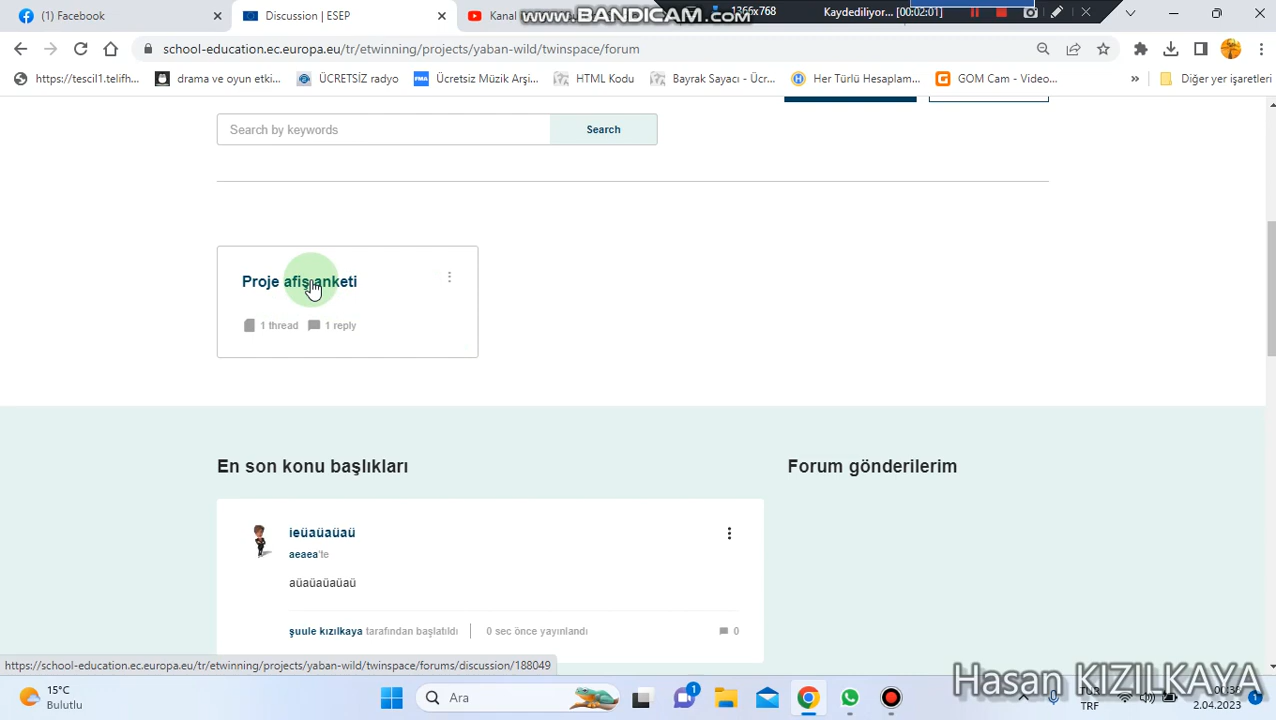 (1) Facebook
Discussion | ESEP
Kanal
www.BANDICAM.com
1366x768
Kaydediliyor... [00:02:01]
school-education.ec.europa.eu/tr/etwinning/projects/yaban-wild/twinspace/forum
https://tescil1.telifh...
drama ve oyun etki...
ÜCRETSİZ radyo
Ücretsiz Müzik Arşi...
HTML Kodu
Bayrak Sayacı - Ücr...
Her Türlü Hesaplam...
GOM Cam - Video...
»
Diğer yer işaretleri
Search by keywords
Search
Proje afiş anketi
1 thread 1 reply
En son konu başlıkları
Forum gönderilerim
ieüaüaüaü
aeaea'te
aüaüaüaüaü
şuule kızılkaya tarafından başlatıldı
0 sec önce yayınlandı
0
https://school-education.ec.europa.eu/tr/etwinning/projects/yaban-wild/twinspace/forums/discussion/188049
Hasan KIZILKAYA
15°C
Bulutlu
Ara
1
TUR
TRF
2.04.2023
1